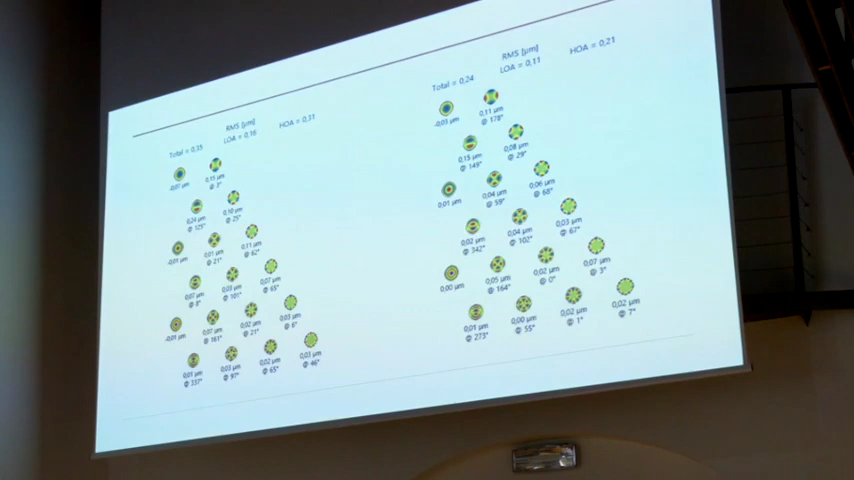 RMS [µm]
Total = 0,35 LOA = 0,16 HOA = 0,31
-0,07 µm
0,15 µm
@ 3°
0,24 µm
@ 125°
0,10 µm
@ 25°
-0,01 µm
0,01 µm
@ 21°
0,11 µm
@ 82°
0,07 µm
@ 8°
0,03 µm
@ 101°
0,07 µm
@ 65°
-0,01 µm
0,07 µm
@ 161°
0,02 µm
@ 21°
0,03 µm
@ 6°
0,01 µm
@ 337°
0,03 µm
@ 97°
0,02 µm
@ 65°
0,03 µm
@ 46°
RMS [µm]
Total = 0,24 LOA = 0,11 HOA = 0,21
-0,03 µm
0,11 µm
@ 178°
0,15 µm
@ 149°
0,08 µm
@ 29°
0,01 µm
0,04 µm
@ 59°
0,06 µm
@ 68°
0,02 µm
@ 342°
0,04 µm
@ 102°
0,03 µm
@ 67°
0,00 µm
0,05 µm
@ 164°
0,02 µm
@ 0°
0,07 µm
@ 3°
0,01 µm
@ 273°
0,00 µm
@ 55°
0,02 µm
@ 1°
0,02 µm
@ 7°